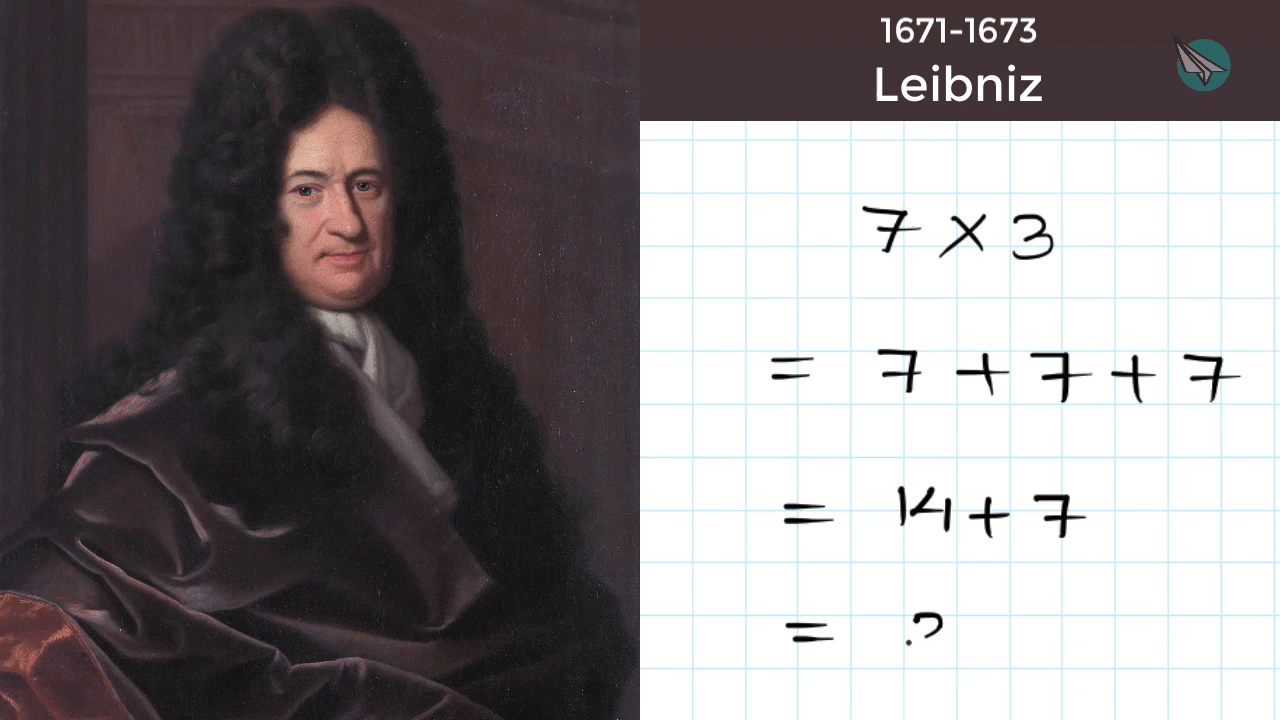 1671-1673
Leibniz
7 × 3
= 7 + 7 + 7
= 14 + 7
= ?